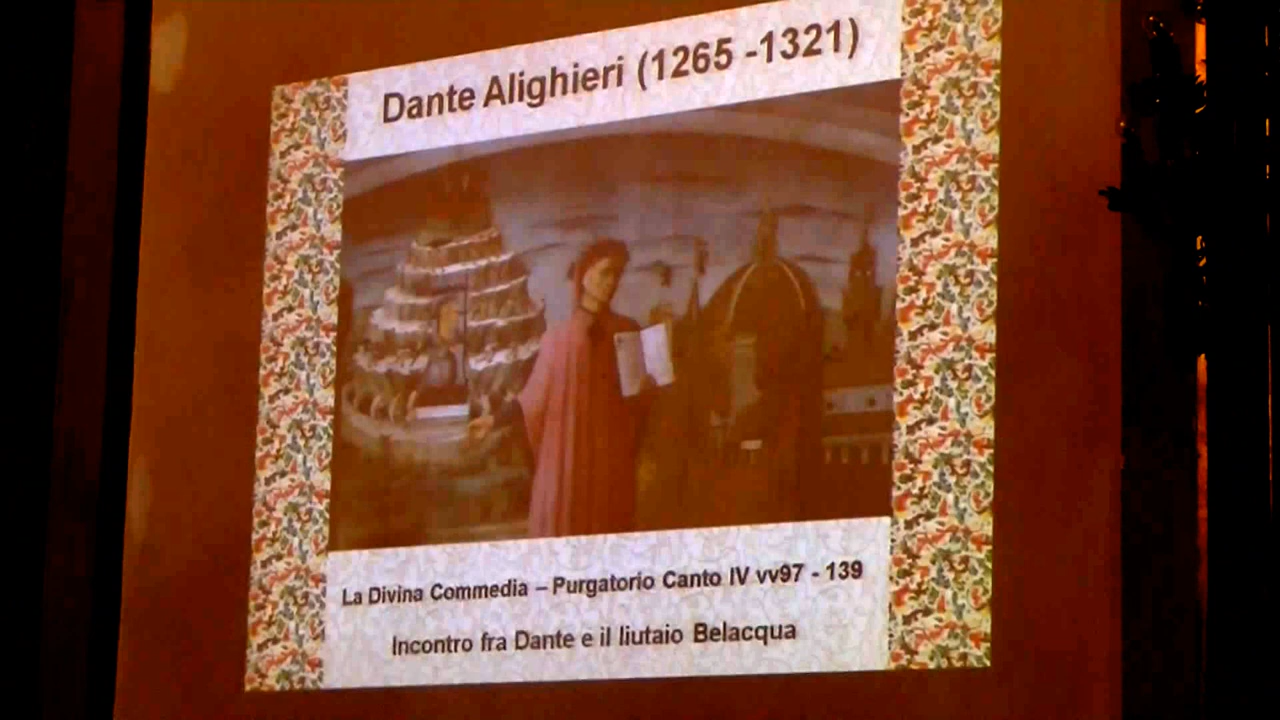 Dante Alighieri (1265 -1321)
La Divina Commedia – Purgatorio Canto IV vv97 - 139
Incontro fra Dante e il liutaio Belacqua